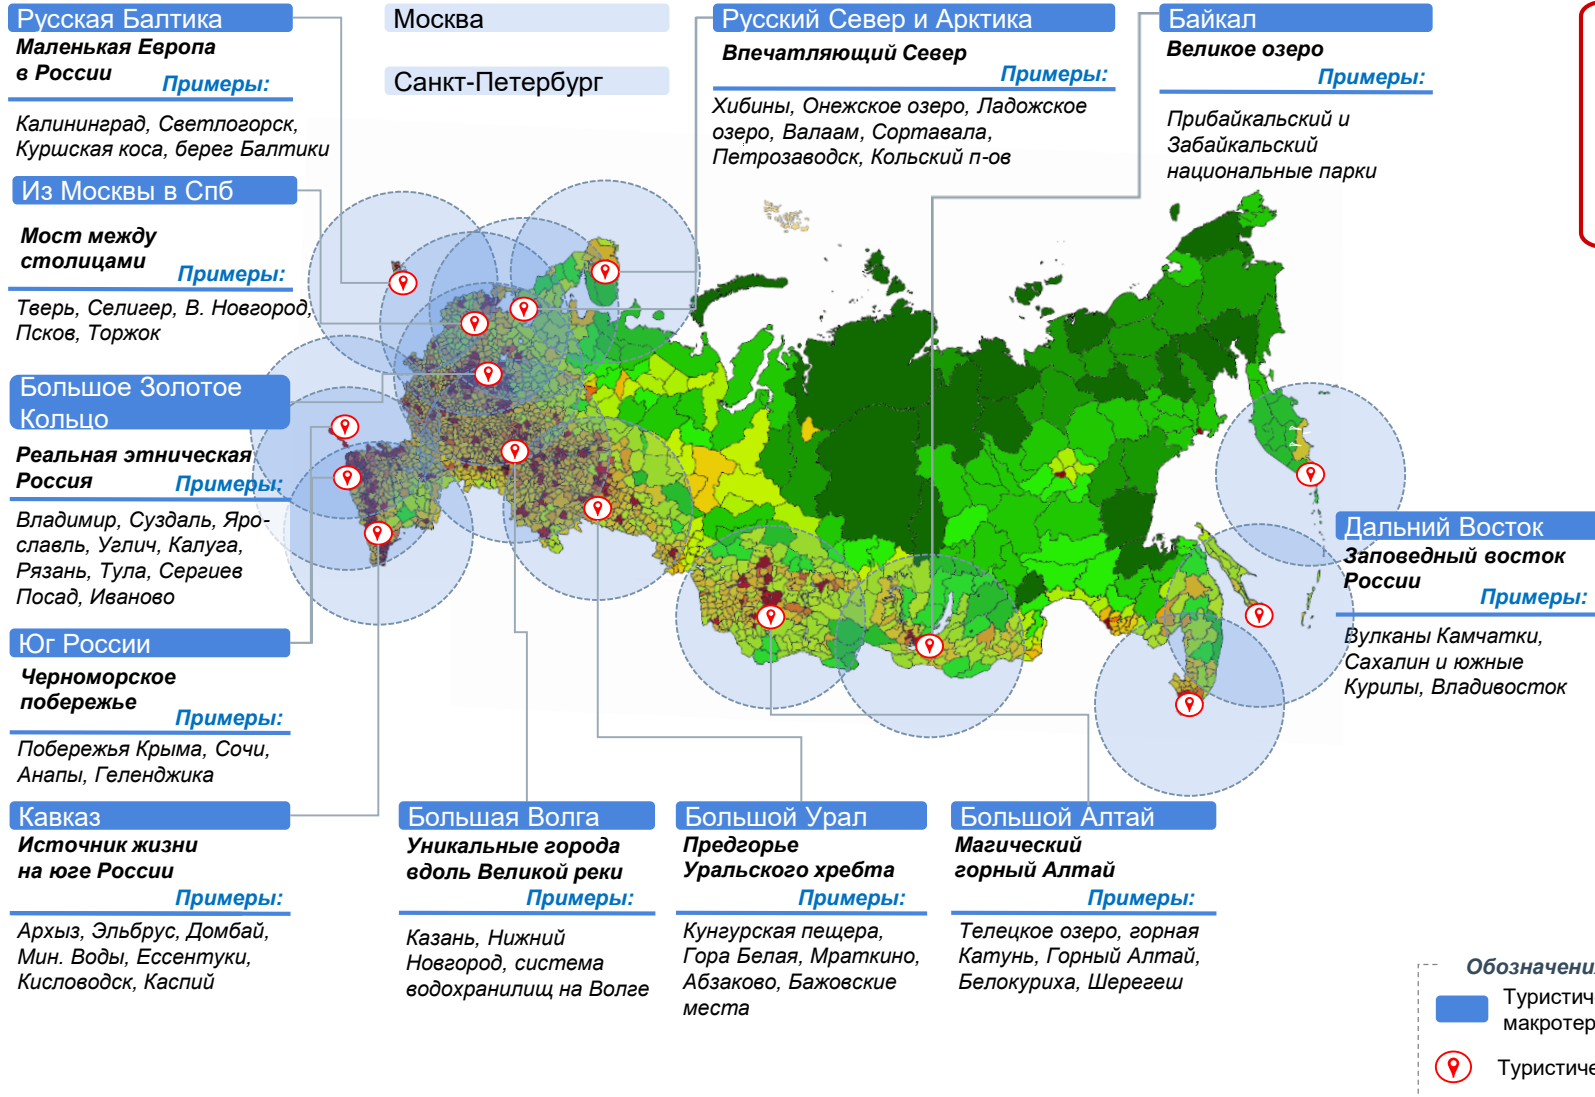 Русская Балтика
Маленькая Европа
в России
Примеры:
Калининград, Светлогорск,
Куршская коса, берег Балтики
Москва
Санкт-Петербург
Русский Север и Арктика
Впечатляющий Север
Примеры:
Хибины, Онежское озеро, Ладожское
озеро, Валаам, Сортавала,
Петрозаводск, Кольский п-ов
Байкал
Великое озеро
Примеры:
Прибайкальский и
Забайкальский
национальные парки
Из Москвы в Спб
Мост между
столицами
Примеры:
Тверь, Селигер, В. Новгород,
Псков, Торжок
Большое Золотое
Кольцо
Реальная этническая
Россия
Примеры:
Владимир, Суздаль, Яро-
славль, Углич, Калуга,
Рязань, Тула, Сергиев
Посад, Иваново
Дальний Восток
Заповедный восток
России
Примеры:
Вулканы Камчатки,
Сахалин и южные
Курилы, Владивосток
Юг России
Черноморское
побережье
Примеры:
Побережья Крыма, Сочи,
Анапы, Геленджика
Кавказ
Источник жизни
на юге России
Примеры:
Архыз, Эльбрус, Домбай,
Мин. Воды, Ессентуки,
Кисловодск, Каспий
Большая Волга
Уникальные города
вдоль Великой реки
Примеры:
Казань, Нижний
Новгород, система
водохранилищ на Волге
Большой Урал
Предгорье
Уральского хребта
Примеры:
Кунгурская пещера,
Гора Белая, Мраткино,
Абзаково, Бажовские
места
Большой Алтай
Магический
горный Алтай
Примеры:
Телецкое озеро, горная
Катунь, Горный Алтай,
Белокуриха, Шерегеш
Обозначения
Туристич
макротер
Туристиче